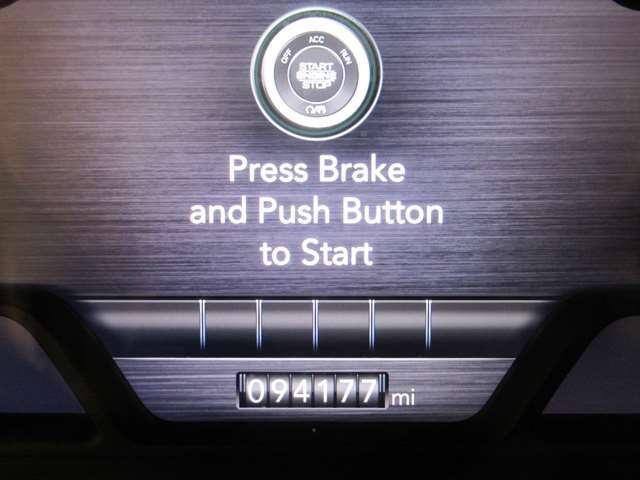 OFF ACC RUN
START
ENGINE
STOP
Press Brake
and Push Button
to Start
094177 mi